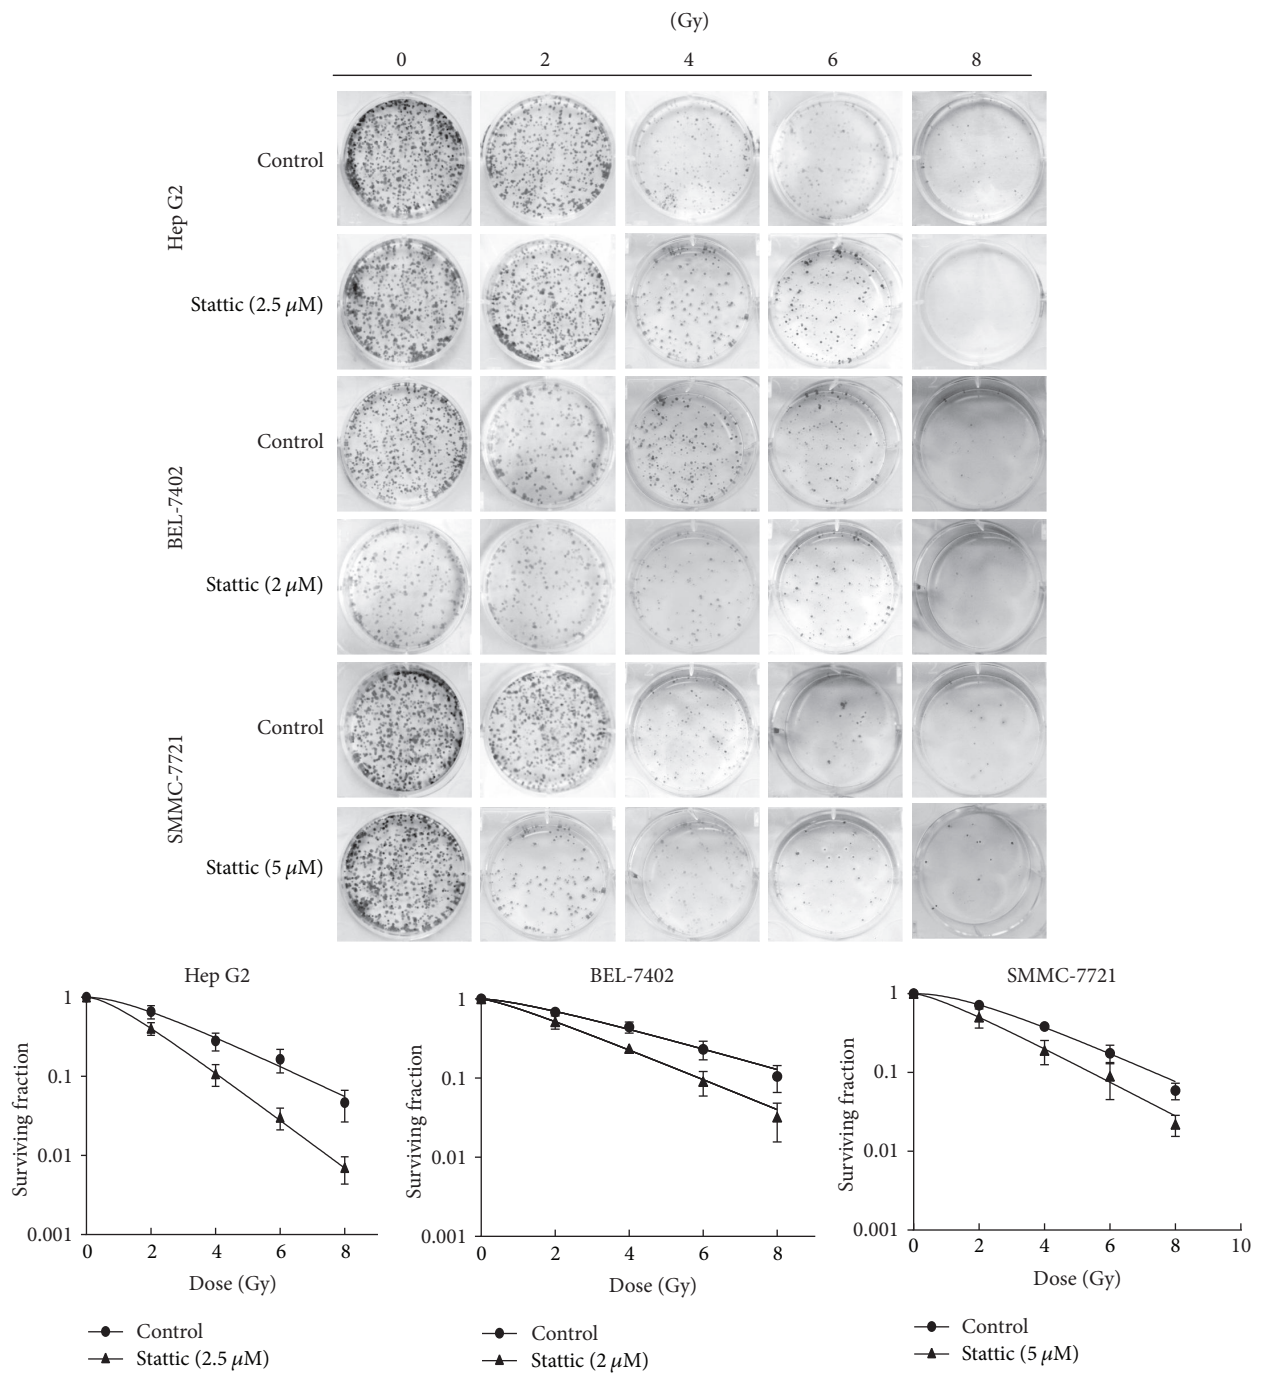 (Gy)
0 2 4 6 8
Hep G2
Control
Stattic (2.5 μM)
BEL-7402
Control
Stattic (2 μM)
SMMC-7721
Control
Stattic (5 μM)
Hep G2
Surviving fraction
1
0.1
0.01
0.001
0 2 4 6 8
Dose (Gy)
Control
Stattic (2.5 μM)
BEL-7402
Surviving fraction
1
0.1
0.01
0.001
0 2 4 6 8
Dose (Gy)
Control
Stattic (2 μM)
SMMC-7721
Surviving fraction
1
0.1
0.01
0.001
0 2 4 6 8 10
Dose (Gy)
Control
Stattic (5 μM)